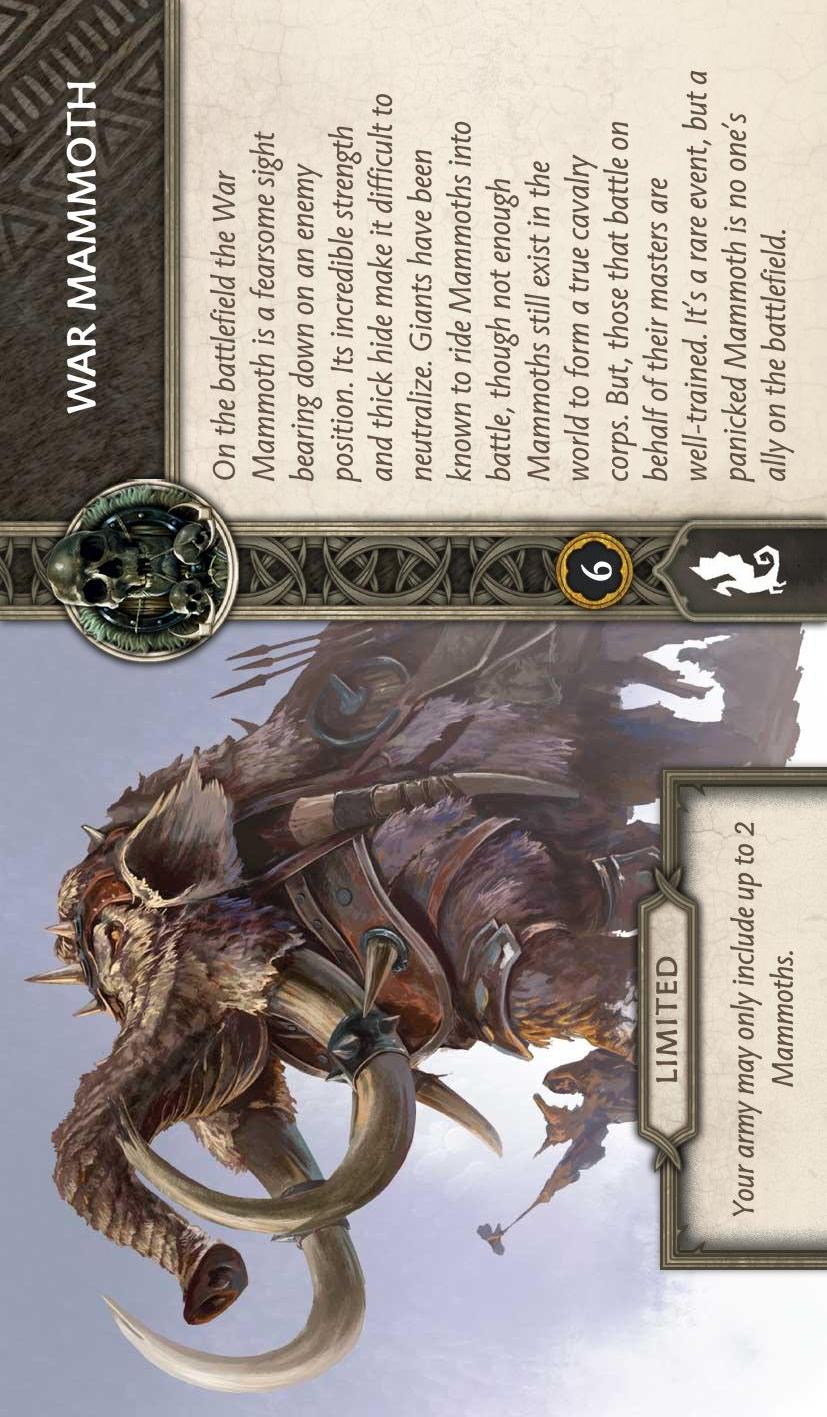 WAR MAMMOTH
On the battlefield the War
Mammoth is a fearsome sight
bearing down on an enemy
position. Its incredible strength
and thick hide make it difficult to
neutralize. Giants have been
known to ride Mammoths into
battle, though not enough
Mammoths still exist in the
world to form a true cavalry
corps. But, those that battle on
behalf of their masters are
well-trained. It's a rare event, but a
panicked Mammoth is no one's
ally on the battlefield.
9
LIMITED
Your army may only include up to 2
Mammoths.